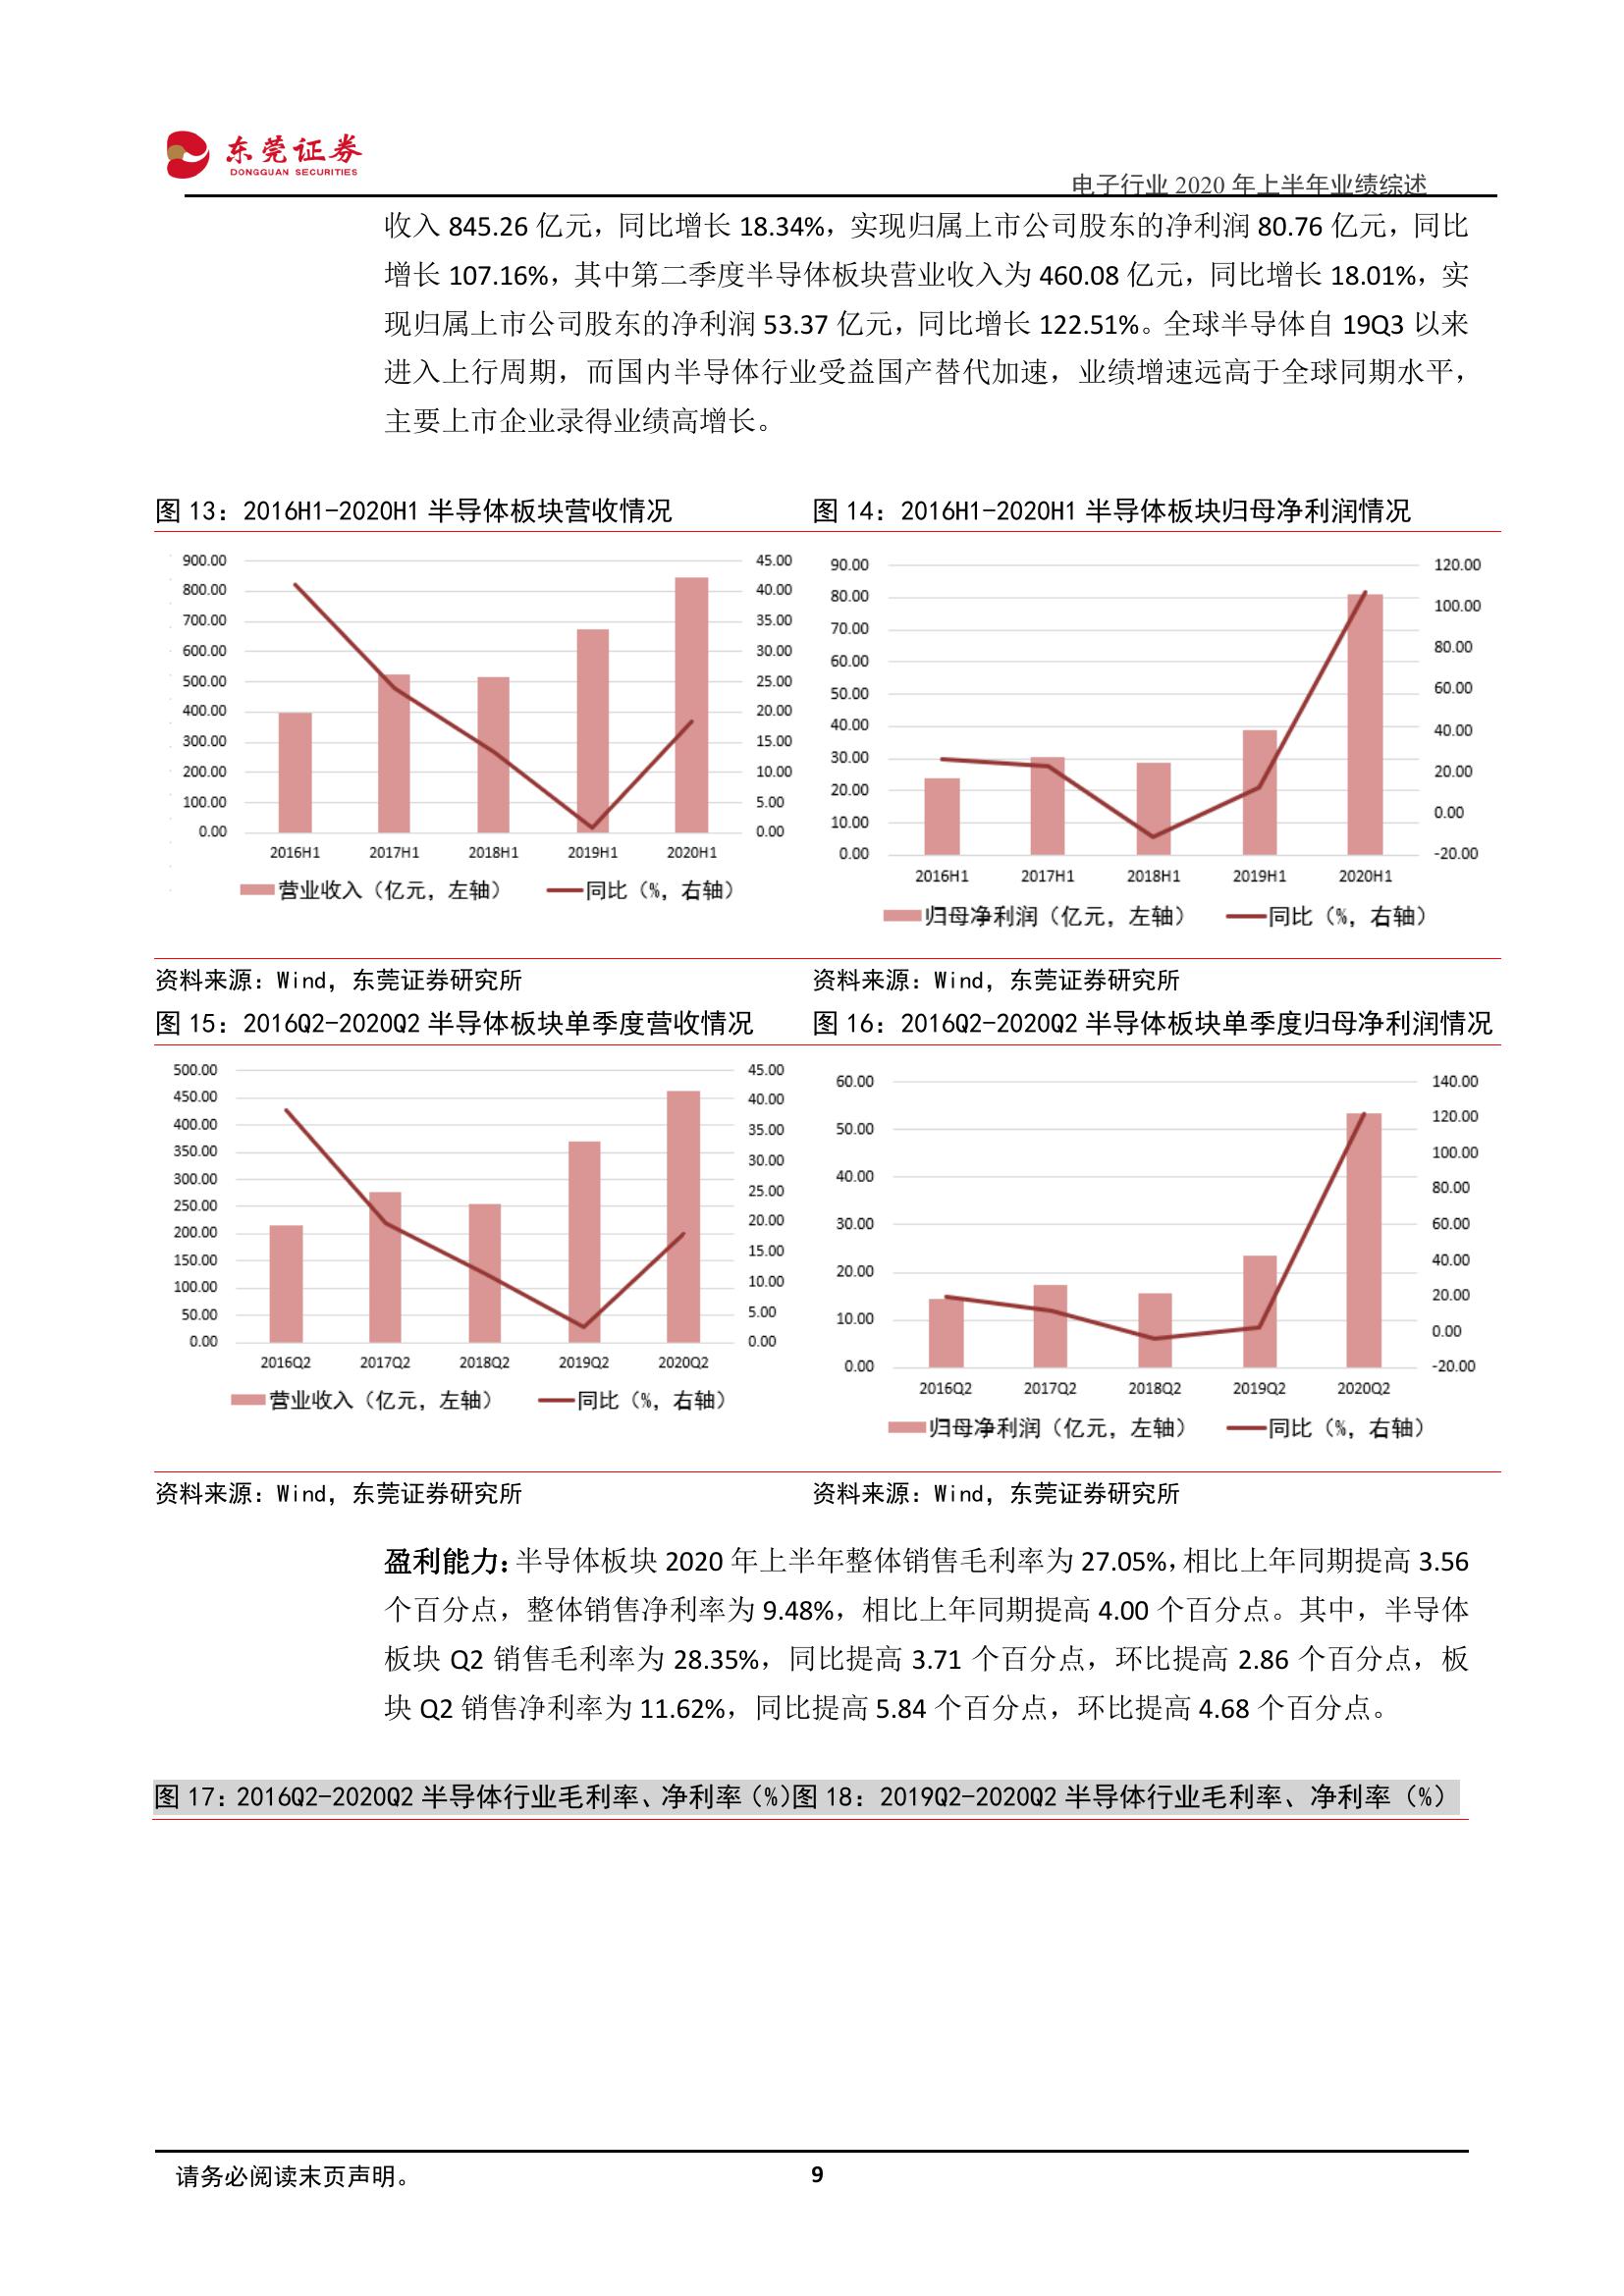 东莞证券
DONGGUAN SECURITIES
电子行业 2020 年上半年业绩综述
收入 845.26 亿元，同比增长 18.34%，实现归属上市公司股东的净利润 80.76 亿元，同比
增长 107.16%，其中第二季度半导体板块营业收入为 460.08 亿元，同比增长 18.01%，实
现归属上市公司股东的净利润 53.37 亿元，同比增长 122.51%。全球半导体自 19Q3 以来
进入上行周期，而国内半导体行业受益国产替代加速，业绩增速远高于全球同期水平，
主要上市企业录得业绩高增长。
图 13：2016H1-2020H1 半导体板块营收情况
900.00
800.00
700.00
600.00
500.00
400.00
300.00
200.00
100.00
0.00
45.00
40.00
35.00
30.00
25.00
20.00
15.00
10.00
5.00
0.00
2016H1 2017H1 2018H1 2019H1 2020H1
营业收入（亿元，左轴） 同比（%，右轴）
图 14：2016H1-2020H1 半导体板块归母净利润情况
90.00
80.00
70.00
60.00
50.00
40.00
30.00
20.00
10.00
0.00
120.00
100.00
80.00
60.00
40.00
20.00
0.00
-20.00
2016H1 2017H1 2018H1 2019H1 2020H1
归母净利润（亿元，左轴） 同比（%，右轴）
资料来源：Wind，东莞证券研究所
资料来源：Wind，东莞证券研究所
图 15：2016Q2-2020Q2 半导体板块单季度营收情况
500.00
450.00
400.00
350.00
300.00
250.00
200.00
150.00
100.00
50.00
0.00
45.00
40.00
35.00
30.00
25.00
20.00
15.00
10.00
5.00
0.00
2016Q2 2017Q2 2018Q2 2019Q2 2020Q2
营业收入（亿元，左轴） 同比（%，右轴）
图 16：2016Q2-2020Q2 半导体板块单季度归母净利润情况
60.00
50.00
40.00
30.00
20.00
10.00
0.00
140.00
120.00
100.00
80.00
60.00
40.00
20.00
0.00
-20.00
2016Q2 2017Q2 2018Q2 2019Q2 2020Q2
归母净利润（亿元，左轴） 同比（%，右轴）
资料来源：Wind，东莞证券研究所
资料来源：Wind，东莞证券研究所
盈利能力：半导体板块 2020 年上半年整体销售毛利率为 27.05%，相比上年同期提高 3.56
个百分点，整体销售净利率为 9.48%，相比上年同期提高 4.00 个百分点。其中，半导体
板块 Q2 销售毛利率为 28.35%，同比提高 3.71 个百分点，环比提高 2.86 个百分点，板
块 Q2 销售净利率为 11.62%，同比提高 5.84 个百分点，环比提高 4.68 个百分点。
图 17：2016Q2-2020Q2 半导体行业毛利率、净利率（%）图 18：2019Q2-2020Q2 半导体行业毛利率、净利率（%）
请务必阅读末页声明。
9